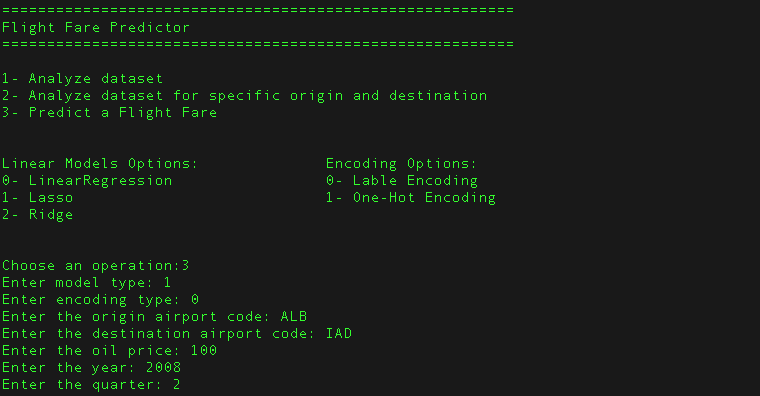 =========================================================
Flight Fare Predictor
=========================================================
1- Analyze dataset
2- Analyze dataset for specific origin and destination
3- Predict a Flight Fare
Linear Models Options: Encoding Options:
0- LinearRegression 0- Lable Encoding
1- Lasso 1- One-Hot Encoding
2- Ridge
Choose an operation:3
Enter model type: 1
Enter encoding type: 0
Enter the origin airport code: ALB
Enter the destination airport code: IAD
Enter the oil price: 100
Enter the year: 2008
Enter the quarter: 2